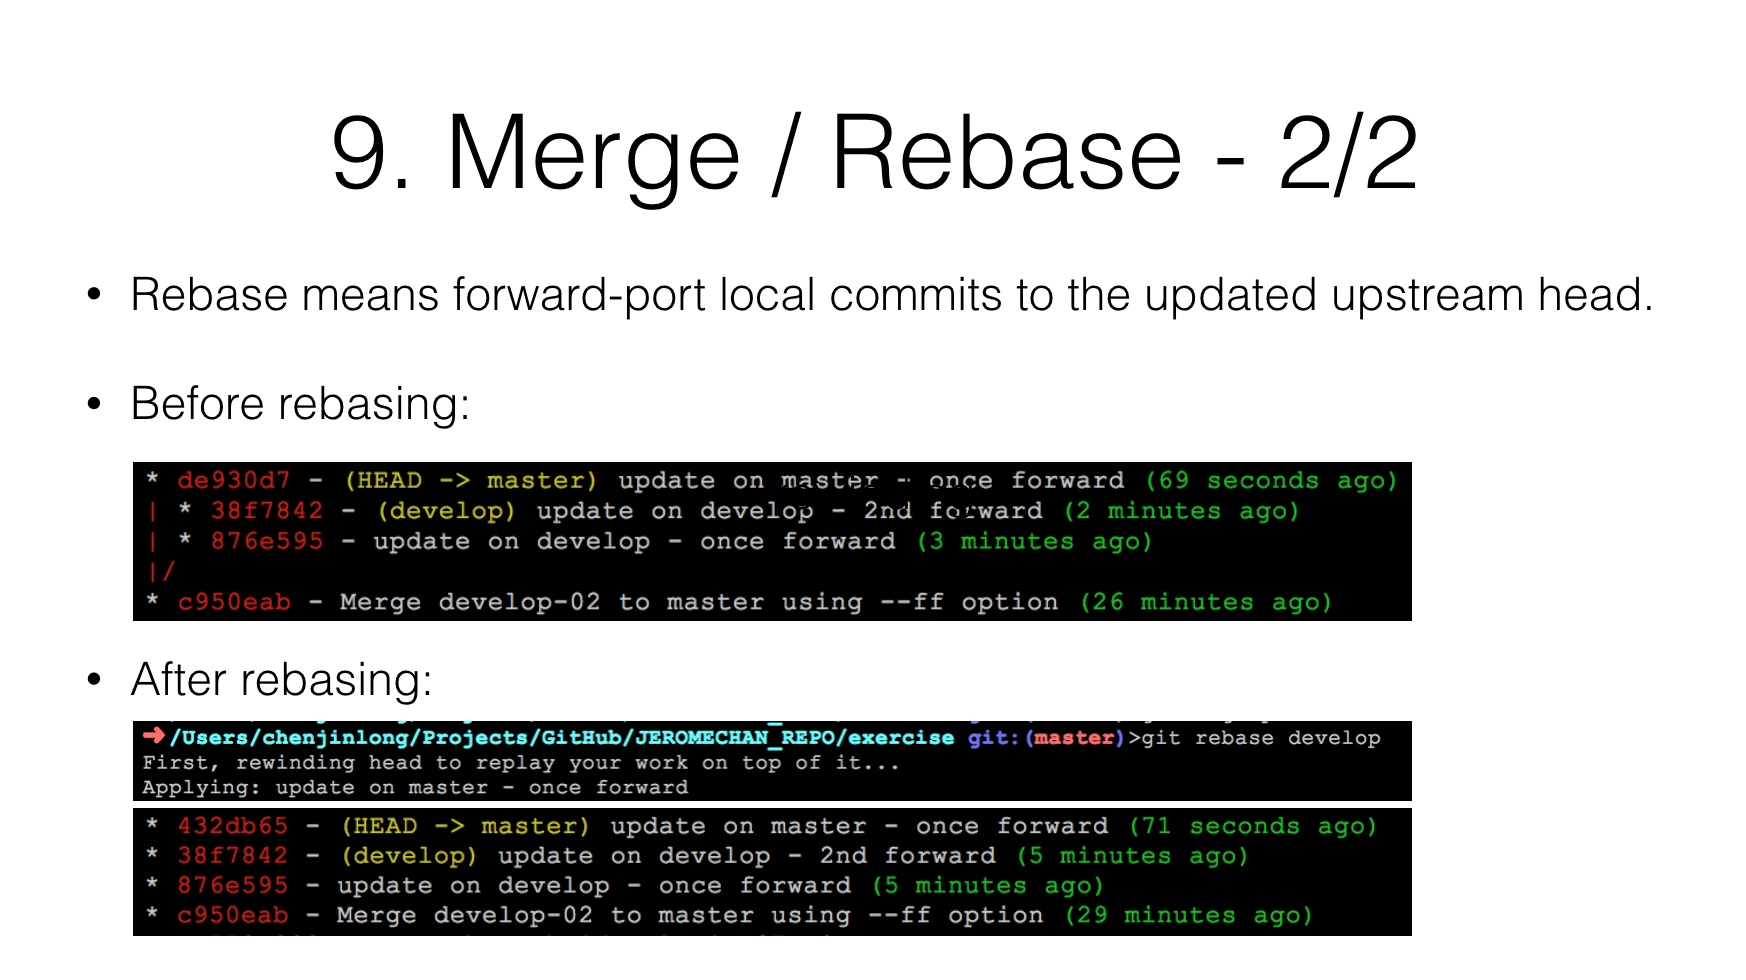 9. Merge / Rebase - 2/2
• Rebase means forward-port local commits to the updated upstream head.
• Before rebasing:
* de930d7 - (HEAD -> master) update on master - once forward (69 seconds ago)
| * 38f7842 - (develop) update on develop - 2nd forward (2 minutes ago)
| * 876e595 - update on develop - once forward (3 minutes ago)
|/
* c950eab - Merge develop-02 to master using --ff option (26 minutes ago)
• After rebasing:
➜/Users/chenjinlong/Projects/GitHub/JEROMECHAN_REPO/exercise git:(master)>git rebase develop
First, rewinding head to replay your work on top of it...
Applying: update on master - once forward
* 432db65 - (HEAD -> master) update on master - once forward (71 seconds ago)
* 38f7842 - (develop) update on develop - 2nd forward (5 minutes ago)
* 876e595 - update on develop - once forward (5 minutes ago)
* c950eab - Merge develop-02 to master using --ff option (29 minutes ago)